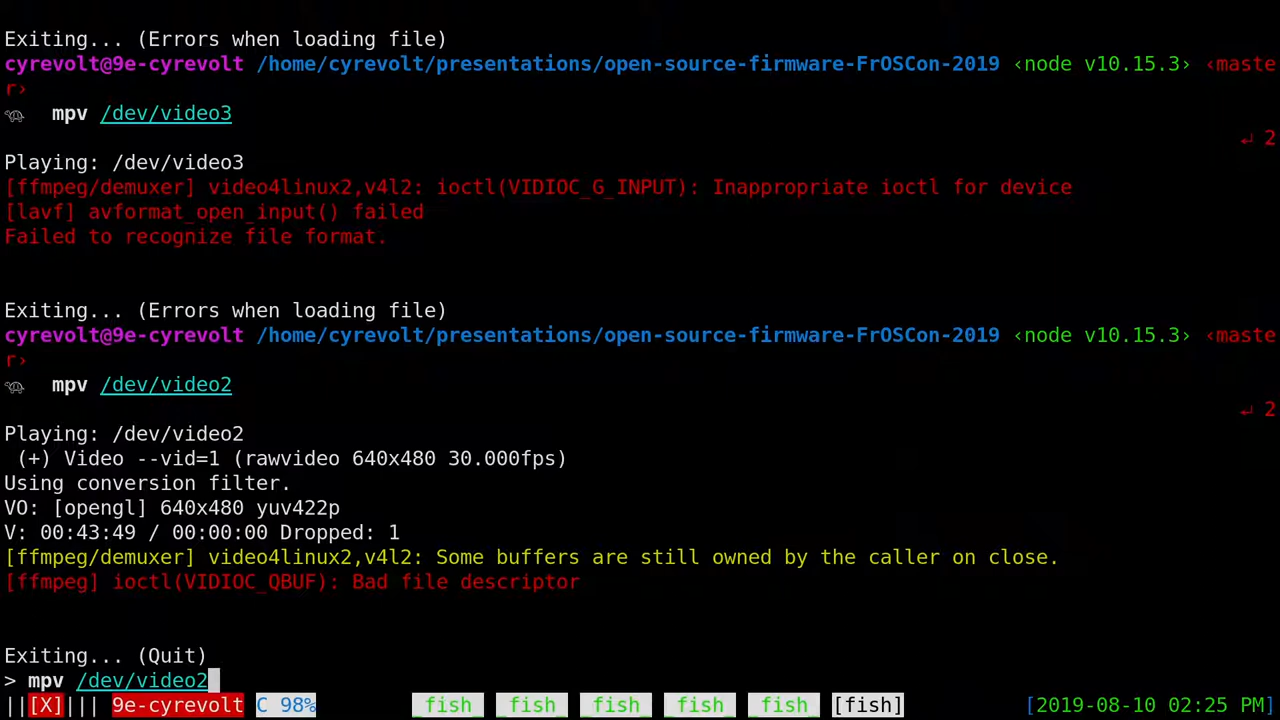 Exiting... (Errors when loading file)
cyrevolt@9e-cyrevolt /home/cyrevolt/presentations/open-source-firmware-FrOSCon-2019 ‹node v10.15.3› ‹maste
r›
🐢 mpv /dev/video3
↵ 2
Playing: /dev/video3
[ffmpeg/demuxer] video4linux2,v4l2: ioctl(VIDIOC_G_INPUT): Inappropriate ioctl for device
[lavf] avformat_open_input() failed
Failed to recognize file format.
Exiting... (Errors when loading file)
cyrevolt@9e-cyrevolt /home/cyrevolt/presentations/open-source-firmware-FrOSCon-2019 ‹node v10.15.3› ‹maste
r›
🐢 mpv /dev/video2
↵ 2
Playing: /dev/video2
(+) Video --vid=1 (rawvideo 640x480 30.000fps)
Using conversion filter.
VO: [opengl] 640x480 yuv422p
V: 00:43:49 / 00:00:00 Dropped: 1
[ffmpeg/demuxer] video4linux2,v4l2: Some buffers are still owned by the caller on close.
[ffmpeg] ioctl(VIDIOC_QBUF): Bad file descriptor
Exiting... (Quit)
> mpv /dev/video2
||[X]||| 9e-cyrevolt C 98% fish fish fish fish fish [fish] [2019-08-10 02:25 PM]